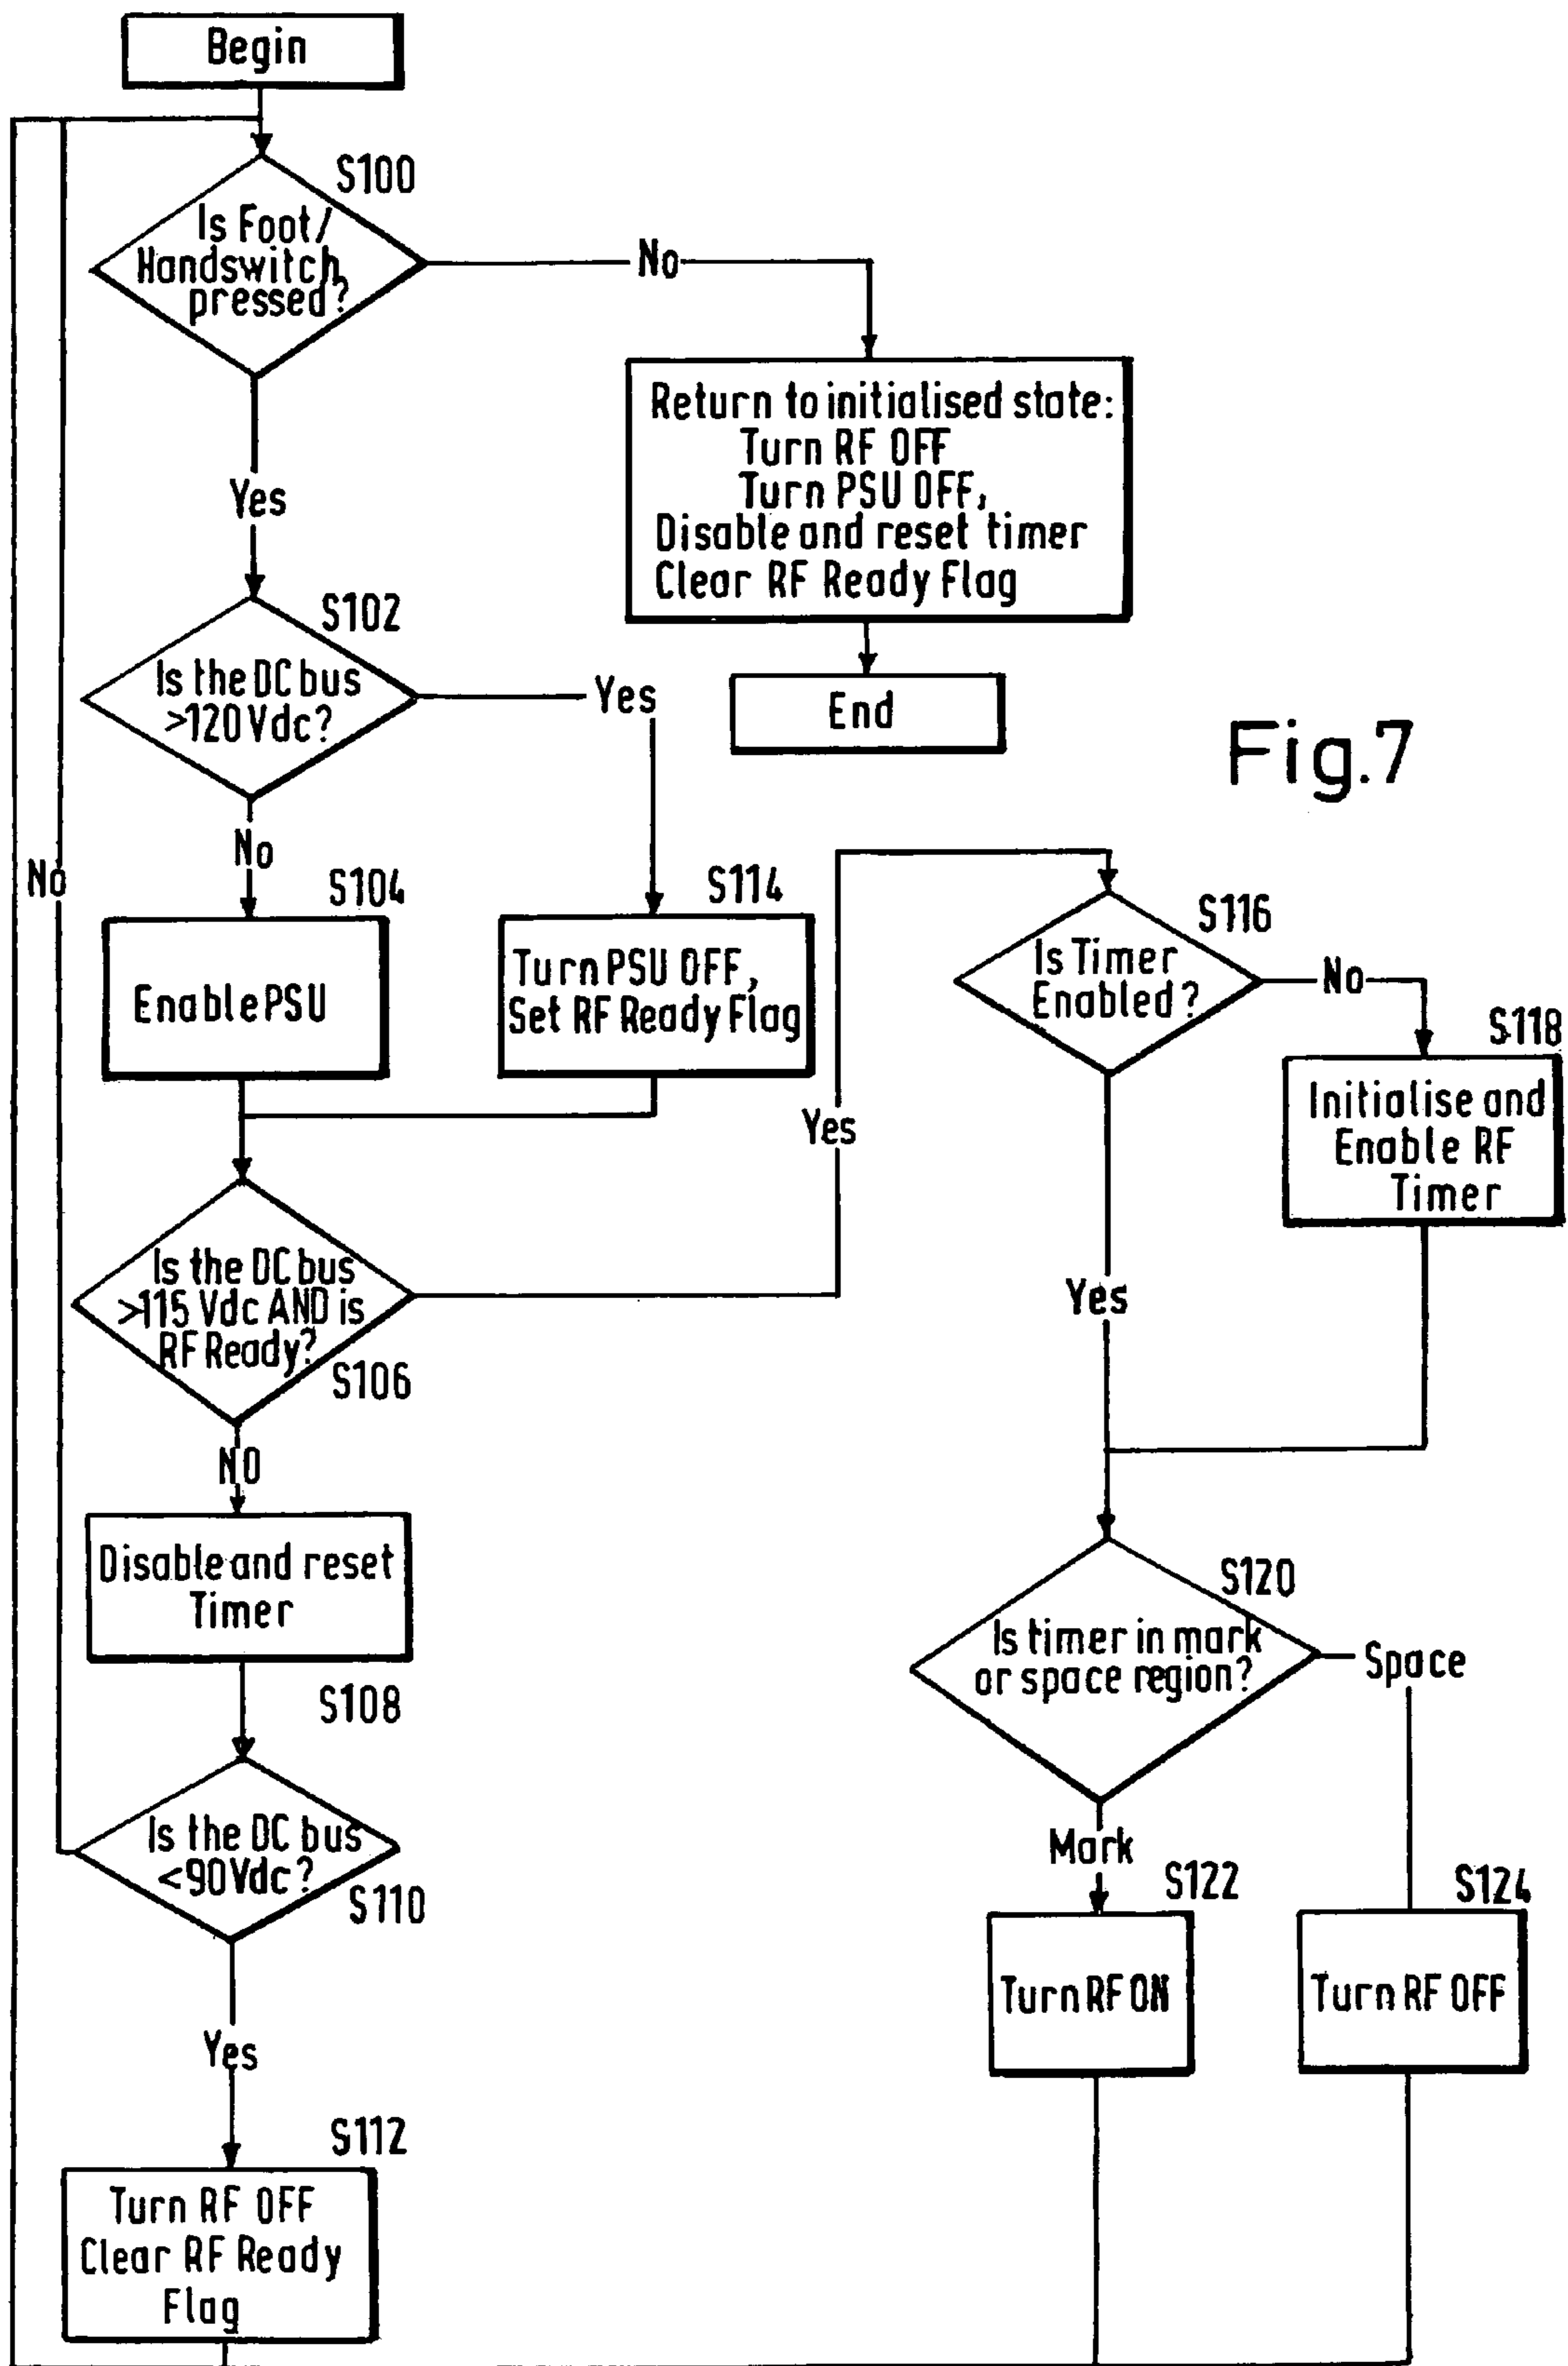 Begin
S100
Is Foot/
Handswitch
pressed?
No
Yes
Return to initialised state:
Turn RF OFF
Turn PSU OFF,
Disable and reset timer
Clear RF Ready Flag
End
S102
Is the DC bus
>120 Vdc?
Yes
No
Fig.7
No
S104
Enable PSU
S114
Turn PSU OFF,
Set RF Ready Flag
S116
Is Timer
Enabled?
No
S118
Initialise and
Enable RF
Timer
Yes
Yes
Is the DC bus
>115 Vdc AND is
RF Ready?
S106
NO
Disable and reset
Timer
S108
S120
Is timer in mark
or space region?
Space
Mark
Is the DC bus
<90Vdc?
S110
S122
Turn RF ON
S124
Turn RF OFF
Yes
S112
Turn RF OFF
Clear RF Ready
Flag